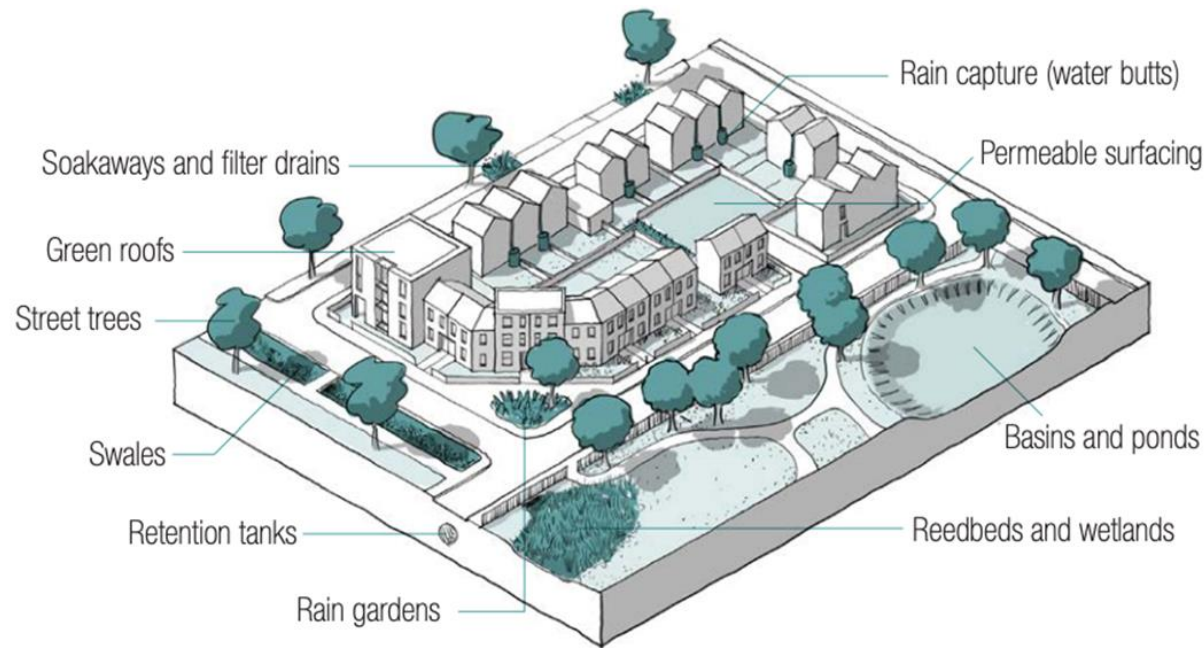 Rain capture (water butts)
Soakaways and filter drains
Permeable surfacing
Green roofs
Street trees
Swales
Basins and ponds
Retention tanks
Reedbeds and wetlands
Rain gardens